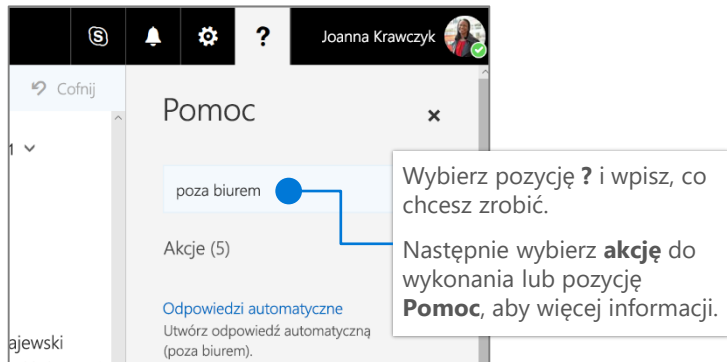 Joanna Krawczyk
Cofnij
Pomoc
poza biurem
Akcje (5)
Odpowiedzi automatyczne
Utwórz odpowiedź automatyczną
(poza biurem).
ajewski
Wybierz pozycję ? i wpisz, co
chcesz zrobić.
Następnie wybierz akcję do
wykonania lub pozycję
Pomoc, aby więcej informacji.